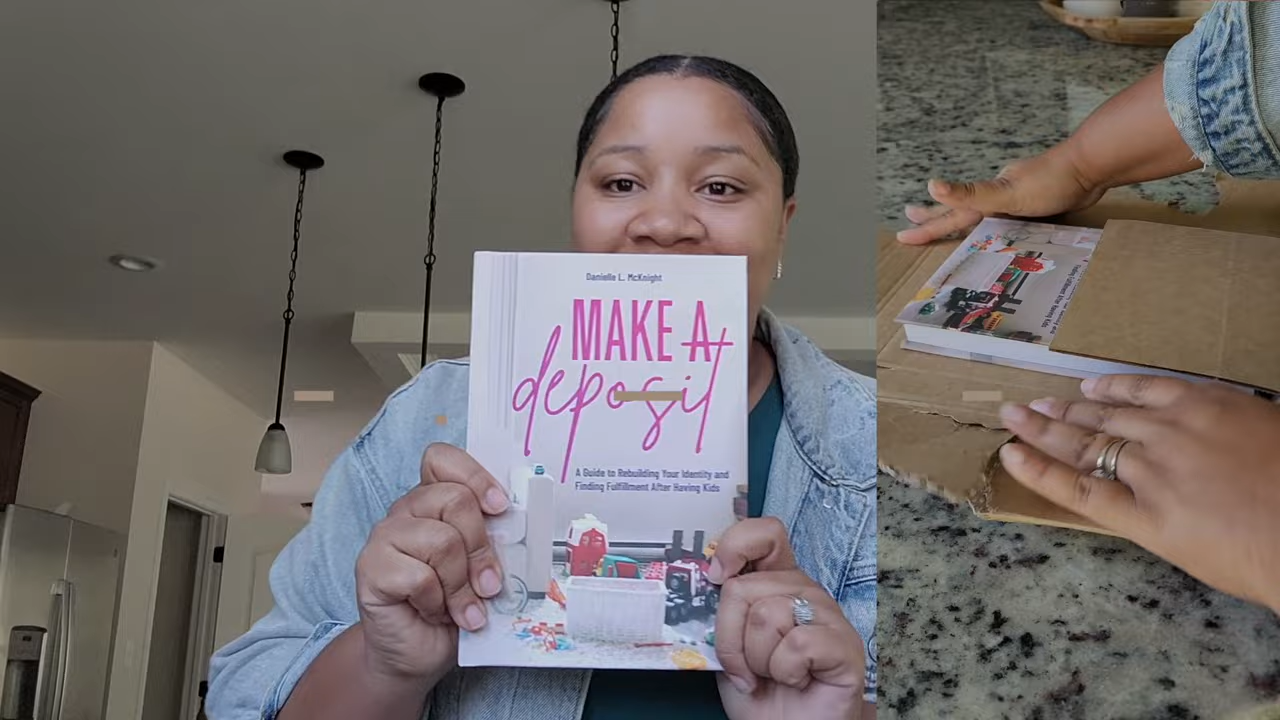 Danielle L. McKnight
MAKE A
deposit
A Guide to Rebuilding Your Identity and
Finding Fulfillment After Having Kids